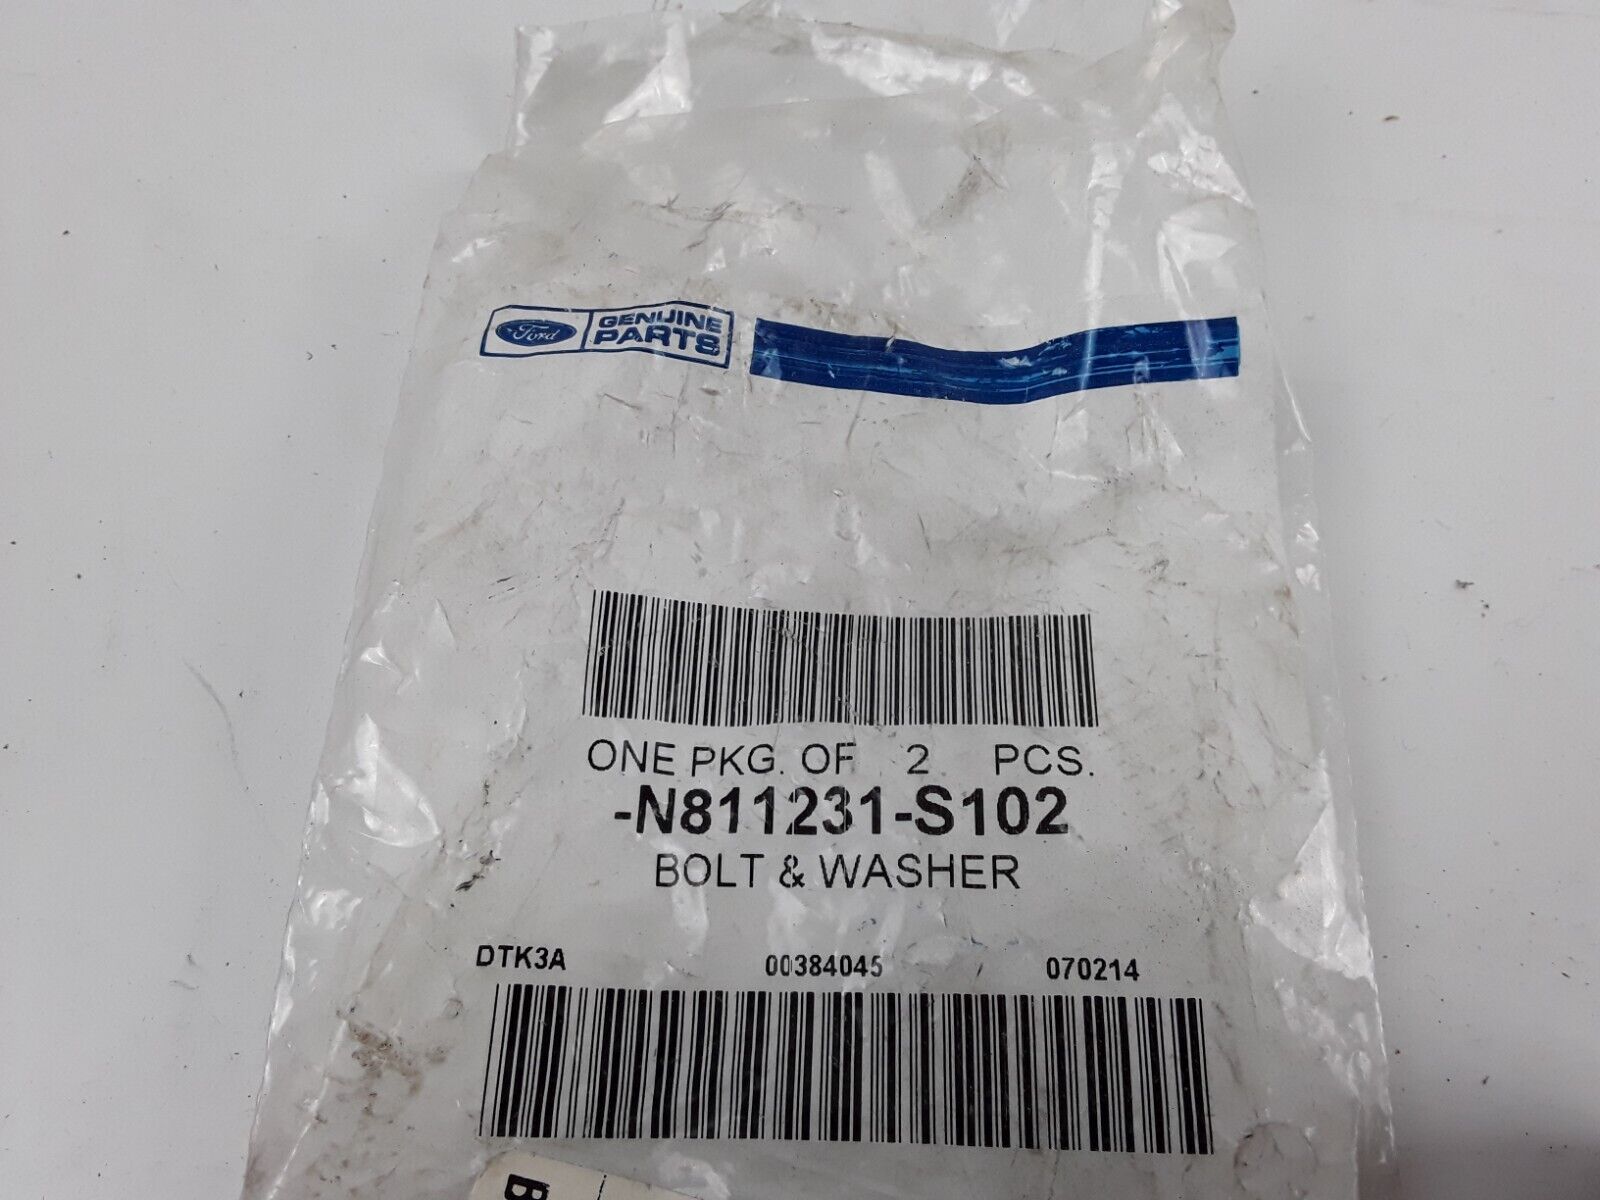 Ford GENUINE
PARTS
ONE PKG. OF 2 PCS.
-N811231-S102
BOLT & WASHER
DTK3A 00384045 070214
B